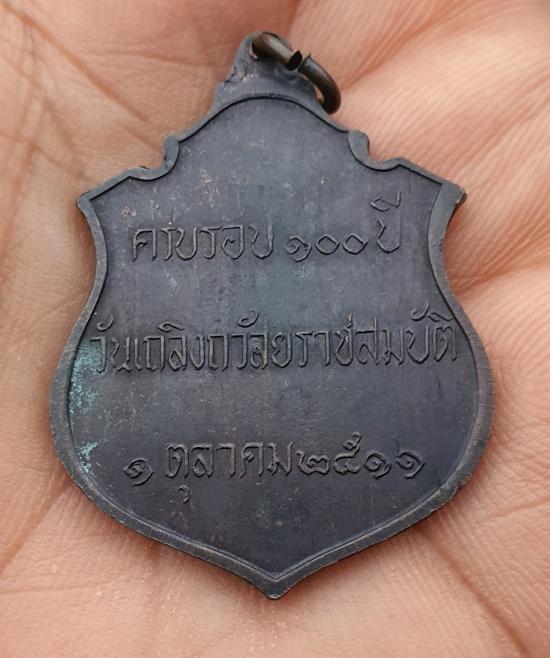 ครบรอบ ๑๐๐ ปี
วันเถลิงถวัลยราชสมบัติ
๑ ตุลาคม ๒๕๑๑